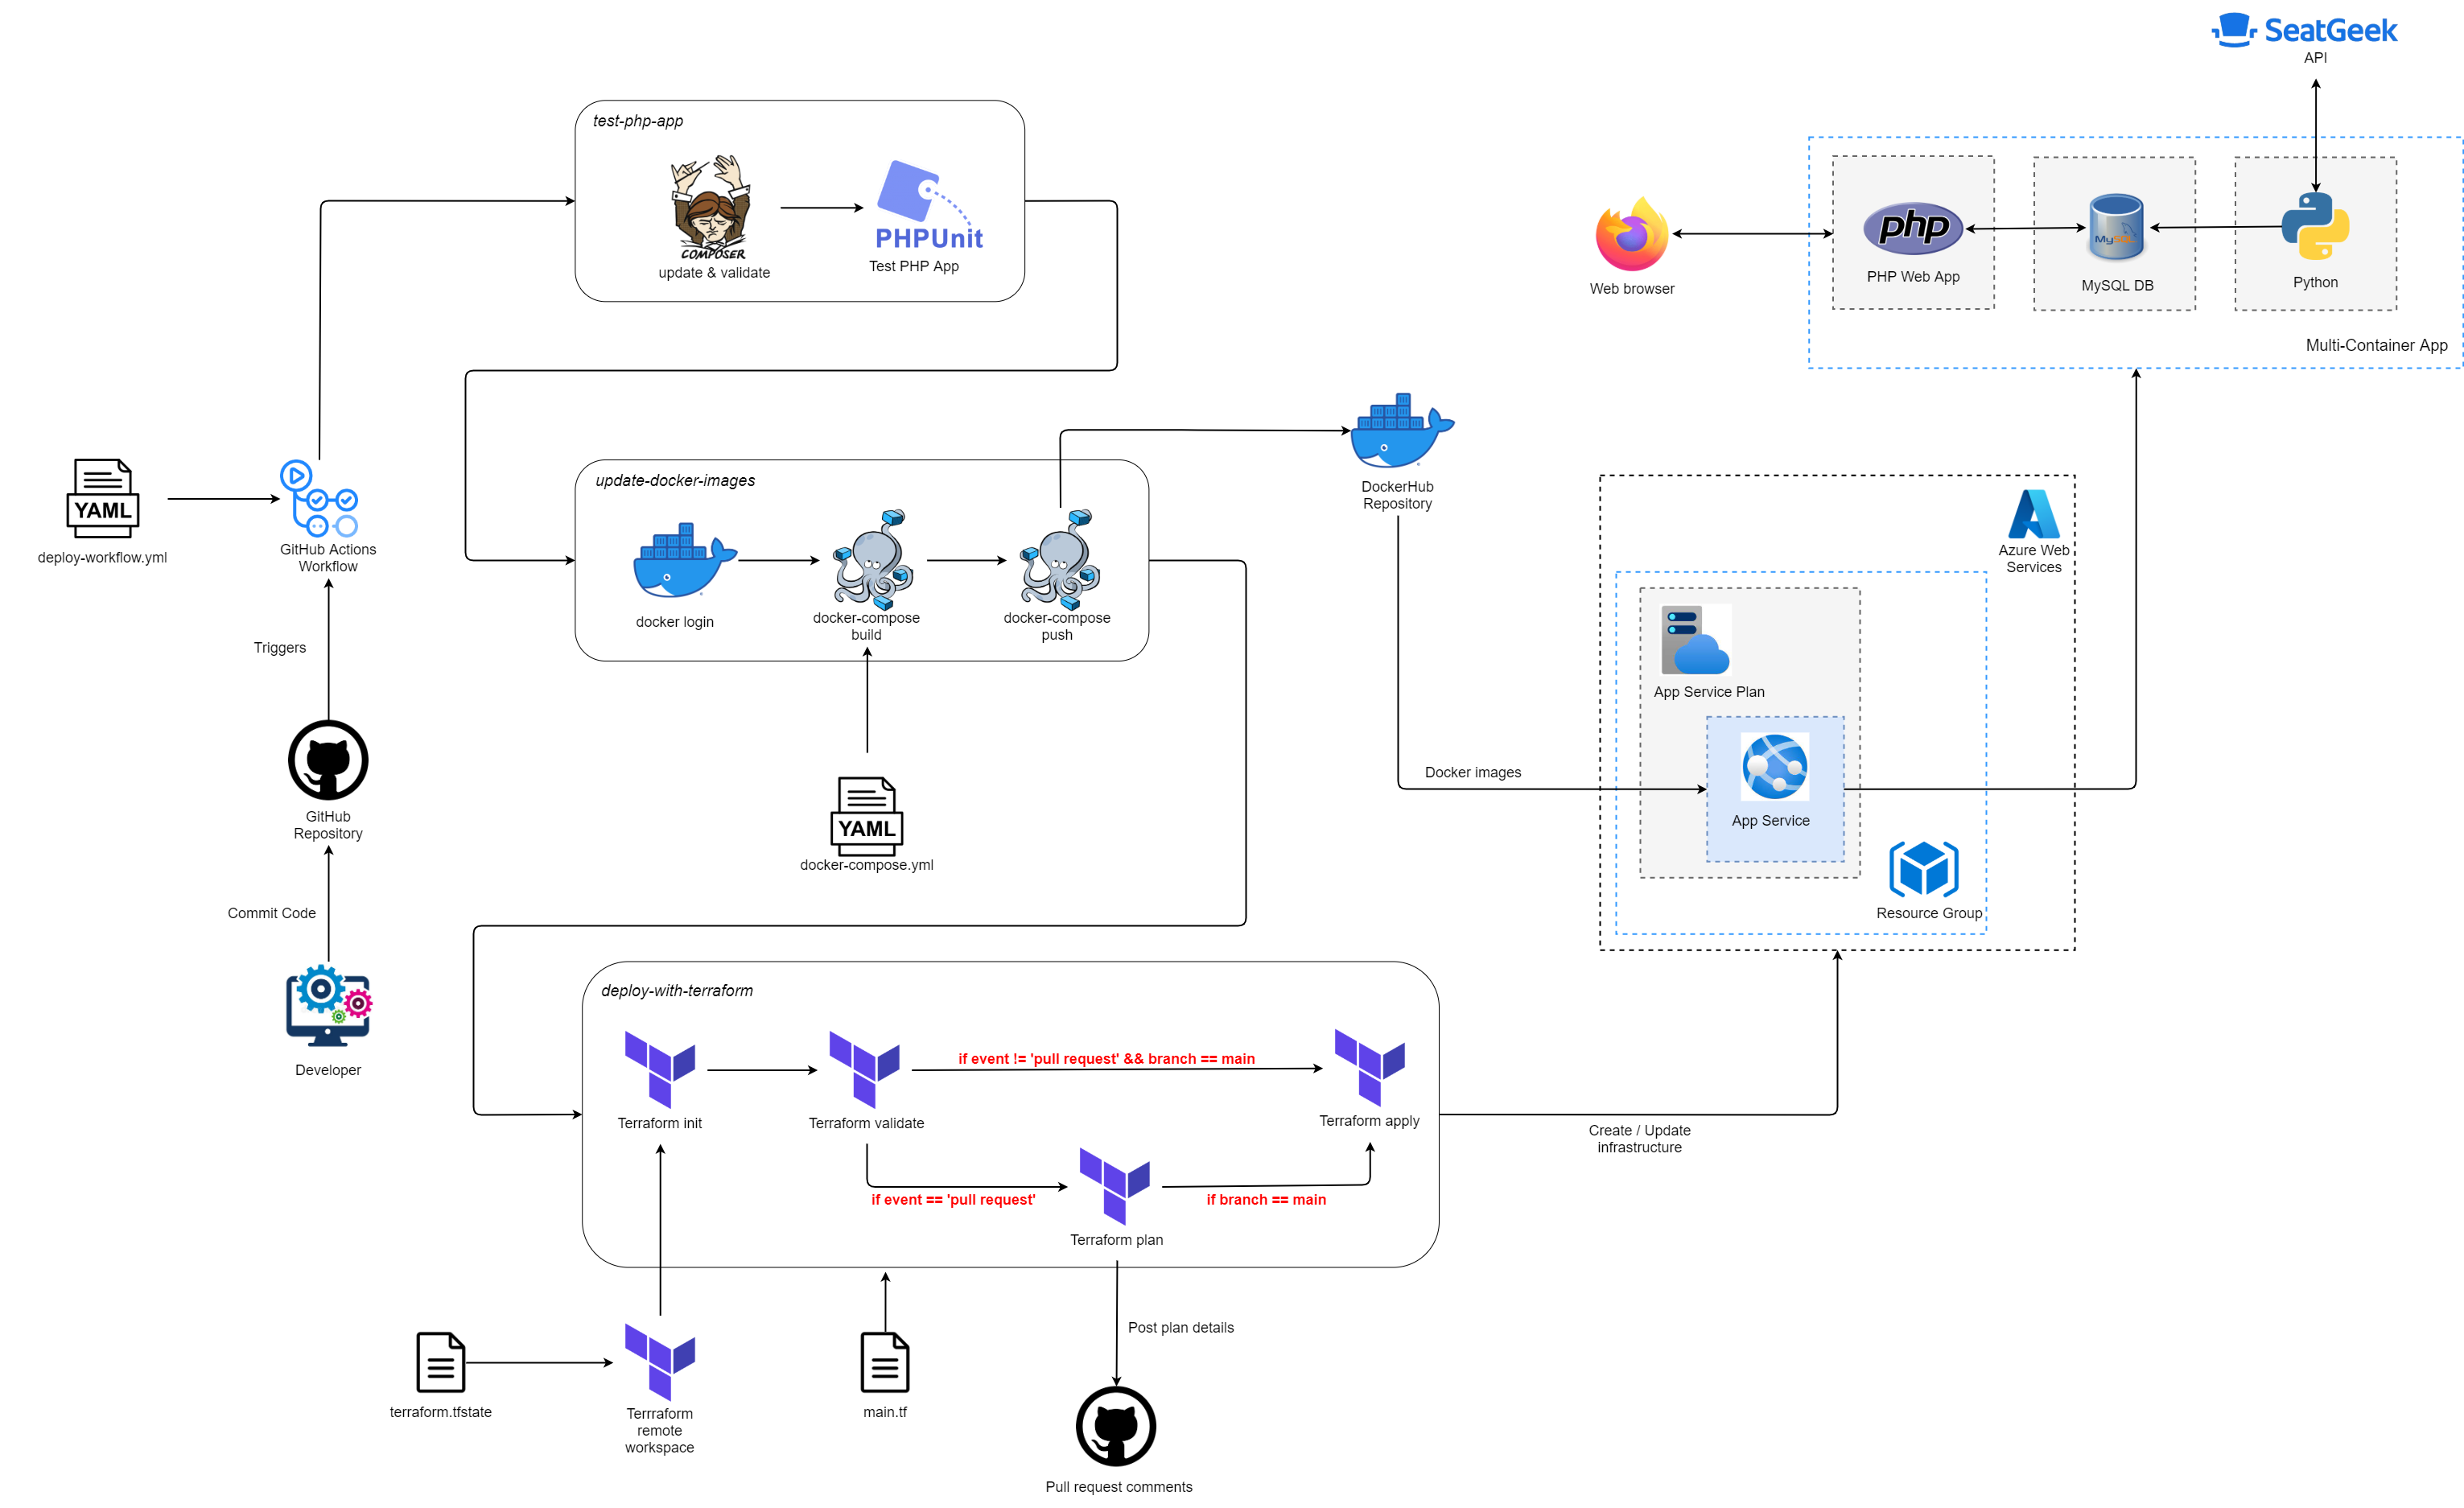 SeatGeek
API
test-php-app
COMPOSER
update & validate
PHPUnit
Test PHP App
php
PHP Web App
MySQL
MySQL DB
Python
Web browser
Multi-Container App
YAML
deploy-workflow.yml
GitHub Actions
Workflow
update-docker-images
docker login
docker-compose
build
docker-compose
push
DockerHub
Repository
Azure Web
Services
App Service Plan
Triggers
GitHub
Repository
YAML
docker-compose.yml
Docker images
App Service
Resource Group
Commit Code
Developer
deploy-with-terraform
Terraform init
Terraform validate
if event != 'pull request' && branch == main
Terraform apply
if event == 'pull request'
if branch == main
Terraform plan
Create / Update
infrastructure
Post plan details
terraform.tfstate
Terrraform
remote
workspace
main.tf
Pull request comments